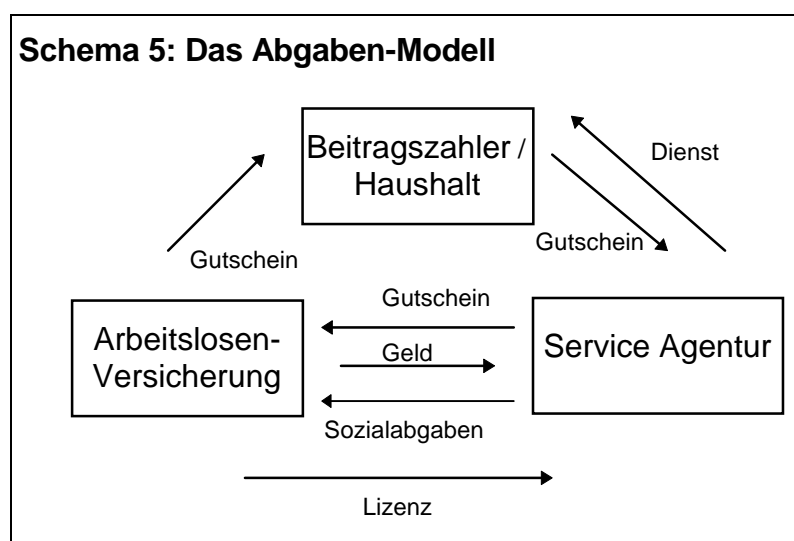 Schema 5: Das Abgaben-Modell
Beitragszahler /
Haushalt
Dienst
Gutschein
Gutschein
Gutschein
Arbeitslosen-
Versicherung
Geld
Service Agentur
Sozialabgaben
Lizenz